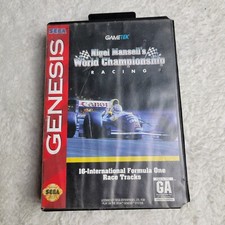 GAMETEK
SEGA
GENESIS
Nigel Mansell's
World Championship
RACING
Canon
16-International Formula One
Race Tracks
GA
SEGA